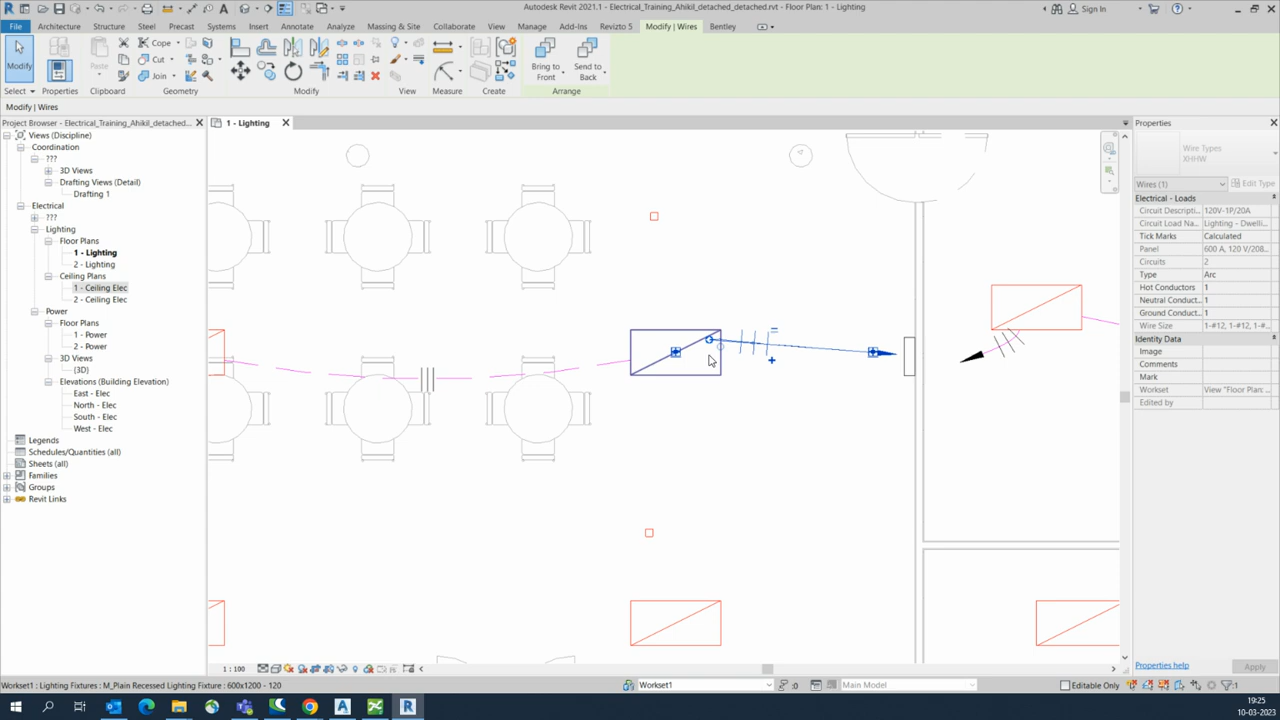 Autodesk Revit 2021.1 - Electrical_Training_Ahikil_detached_detached.rvt - Floor Plan: 1 - Lighting
Sign In
File Architecture Structure Steel Precast Systems Insert Annotate Analyze Massing & Site Collaborate View Manage Add-Ins Revizto 5 Modify | Wires Bentley
Modify
Paste
Cope
Cut
Join
Bring to Front
Send to Back
Select Properties Clipboard Geometry Modify View Measure Create Arrange
Modify | Wires
Project Browser - Electrical_Training_Ahikil_detached...
1 - Lighting
Properties
Views (Discipline)
Coordination
???
3D Views
Drafting Views (Detail)
Drafting 1
Electrical
???
Lighting
Floor Plans
1 - Lighting
2 - Lighting
Ceiling Plans
1 - Ceiling Elec
2 - Ceiling Elec
Power
Floor Plans
1 - Power
2 - Power
3D Views
{3D}
Elevations (Building Elevation)
East - Elec
North - Elec
South - Elec
West - Elec
Legends
Schedules/Quantities (all)
Sheets (all)
Families
Groups
Revit Links
Wire Types
XHHW
Wires (1)
Edit Type
Electrical - Loads
Circuit Descripti... 120V-1P/20A
Circuit Load Na... Lighting - Dwelli...
Tick Marks Calculated
Panel 600 A, 120 V/208...
Circuits 2
Type Arc
Hot Conductors 1
Neutral Conduct... 1
Ground Conduct... 1
Wire Size 1-#12, 1-#12, 1-#...
Identity Data
Image
Comments
Mark
Workset View "Floor Plan: ...
Edited by
Properties help
Apply
1 : 100
Workset1 : Lighting Fixtures : M_Plain Recessed Lighting Fixture : 600x1200 - 120
Workset1
:0
Main Model
Editable Only
:1
19:25
10-03-2023